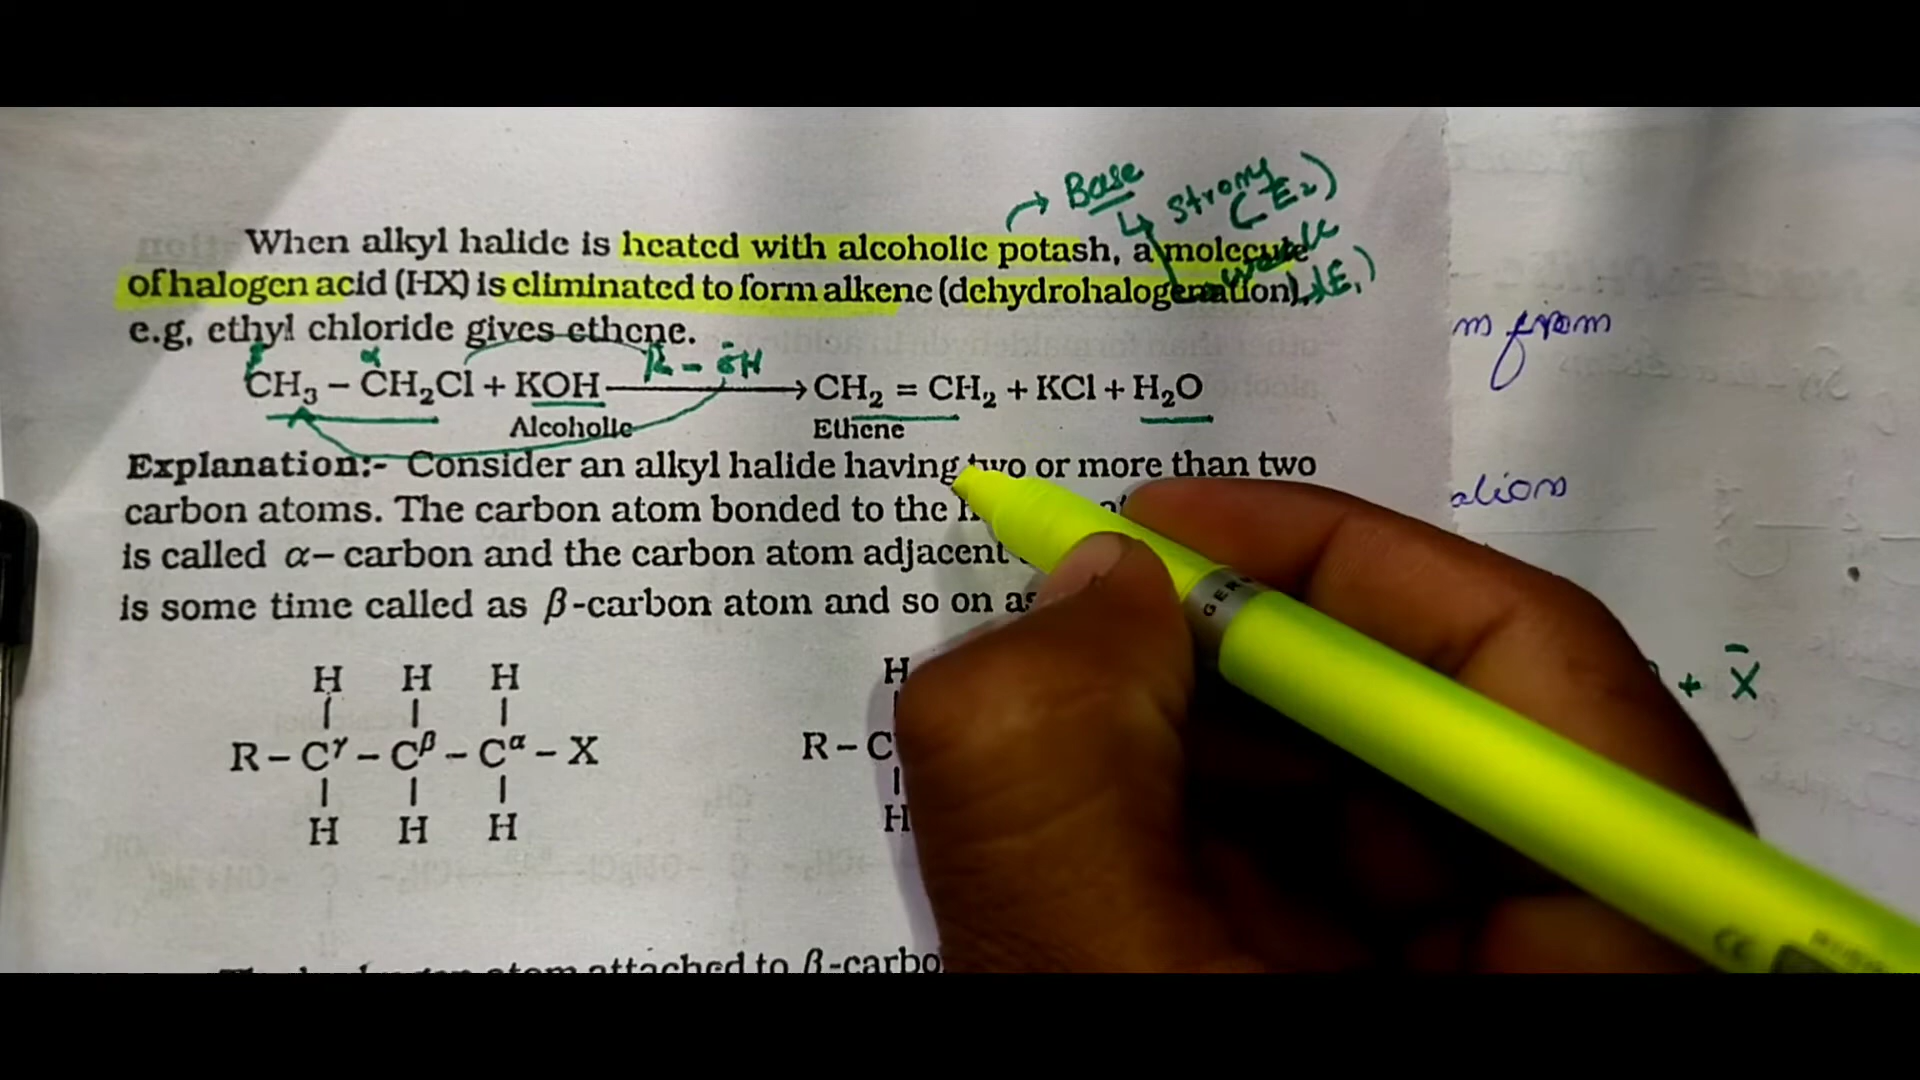 Base
strong
(E₂)
When alkyl halide is heated with alcoholic potash, a molecule
weak
of halogen acid (HX) is eliminated to form alkene (dehydrohalogenation),
(E₁)
e.g, ethyl chloride gives ethene.
m from
β α R - ŌH
CH₃ – CH₂Cl + KOH → CH₂ = CH₂ + KCl + H₂O
Alcoholic Ethene
Explanation:- Consider an alkyl halide having two or more than two
carbon atoms. The carbon atom bonded to the
is called α– carbon and the carbon atom adjacent
is some time called as β-carbon atom and so on as
H H H H
+ X̄
R – Cγ – Cβ – Cα – X R – C
H H H H
atom attached to β-carbo